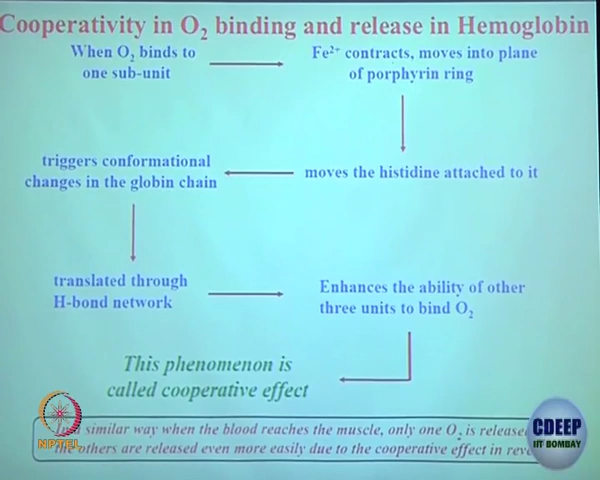 Cooperativity in O₂ binding and release in Hemoglobin
When O₂ binds to
one sub-unit
Fe²⁺ contracts, moves into plane
of porphyrin ring
moves the histidine attached to it
triggers conformational
changes in the globin chain
translated through
H-bond network
Enhances the ability of other
three units to bind O₂
This phenomenon is
called cooperative effect
similar way when the blood reaches the muscle, only one O₂ is release
the others are released even more easily due to the cooperative effect in reve
NPTEL
CDEEP
IIT BOMBAY